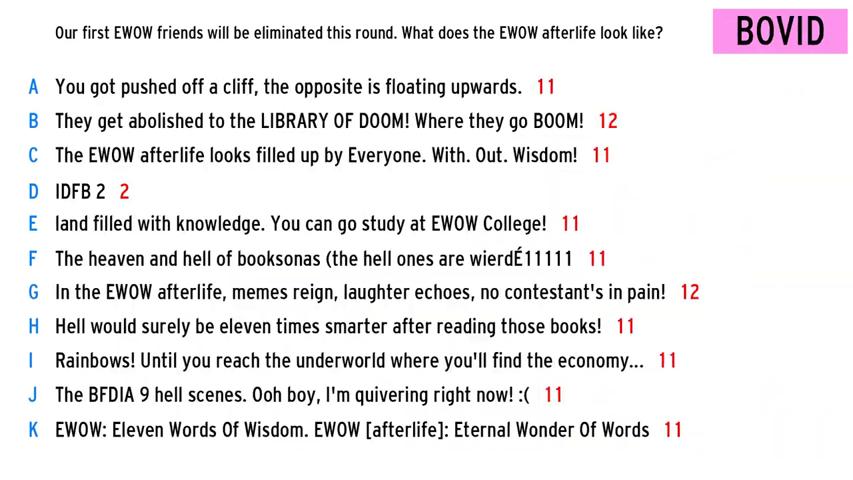 Our first EWOW friends will be eliminated this round. What does the EWOW afterlife look like?
BOVID
A You got pushed off a cliff, the opposite is floating upwards. 11
B They get abolished to the LIBRARY OF DOOM! Where they go BOOM! 12
C The EWOW afterlife looks filled up by Everyone. With. Out. Wisdom! 11
D IDFB 2 2
E land filled with knowledge. You can go study at EWOW College! 11
F The heaven and hell of booksonas (the hell ones are wierdÉ11111 11
G In the EWOW afterlife, memes reign, laughter echoes, no contestant's in pain! 12
H Hell would surely be eleven times smarter after reading those books! 11
I Rainbows! Until you reach the underworld where you'll find the economy... 11
J The BFDIA 9 hell scenes. Ooh boy, I'm quivering right now! :( 11
K EWOW: Eleven Words Of Wisdom. EWOW [afterlife]: Eternal Wonder Of Words 11